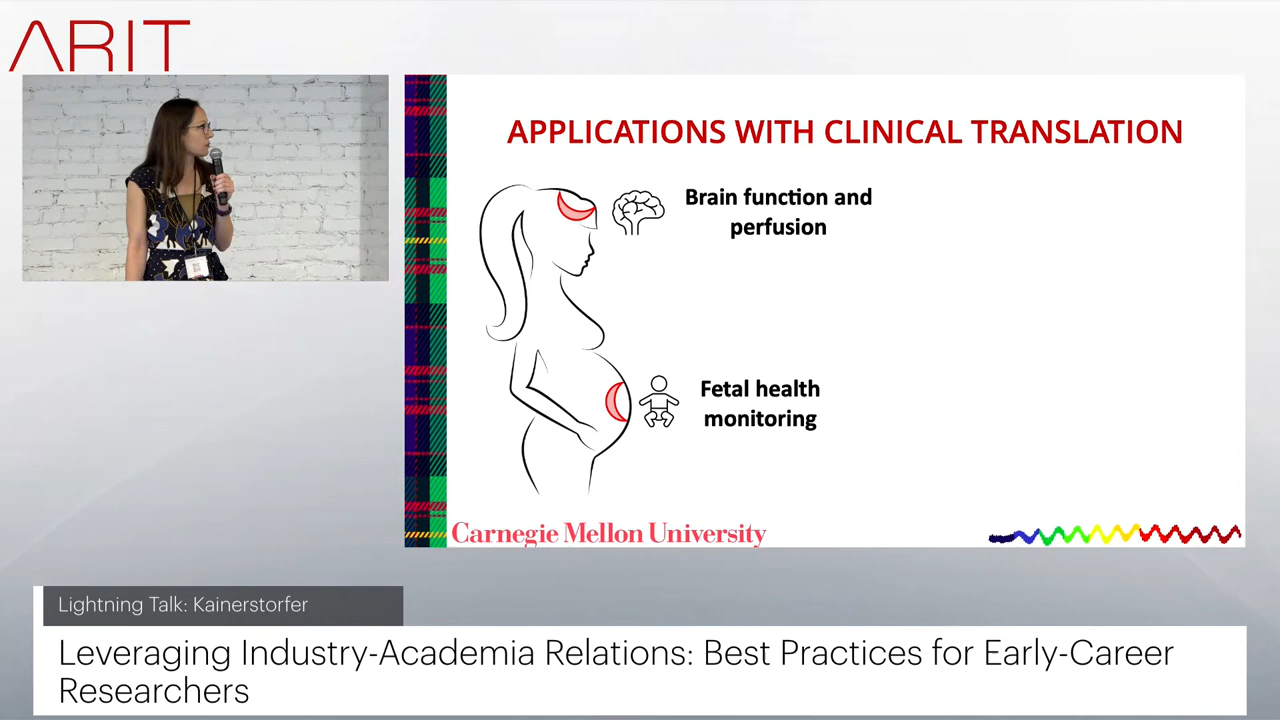 ARIT
APPLICATIONS WITH CLINICAL TRANSLATION
Brain function and
perfusion
Fetal health
monitoring
Carnegie Mellon University
Lightning Talk: Kainerstorfer
Leveraging Industry-Academia Relations: Best Practices for Early-Career
Researchers